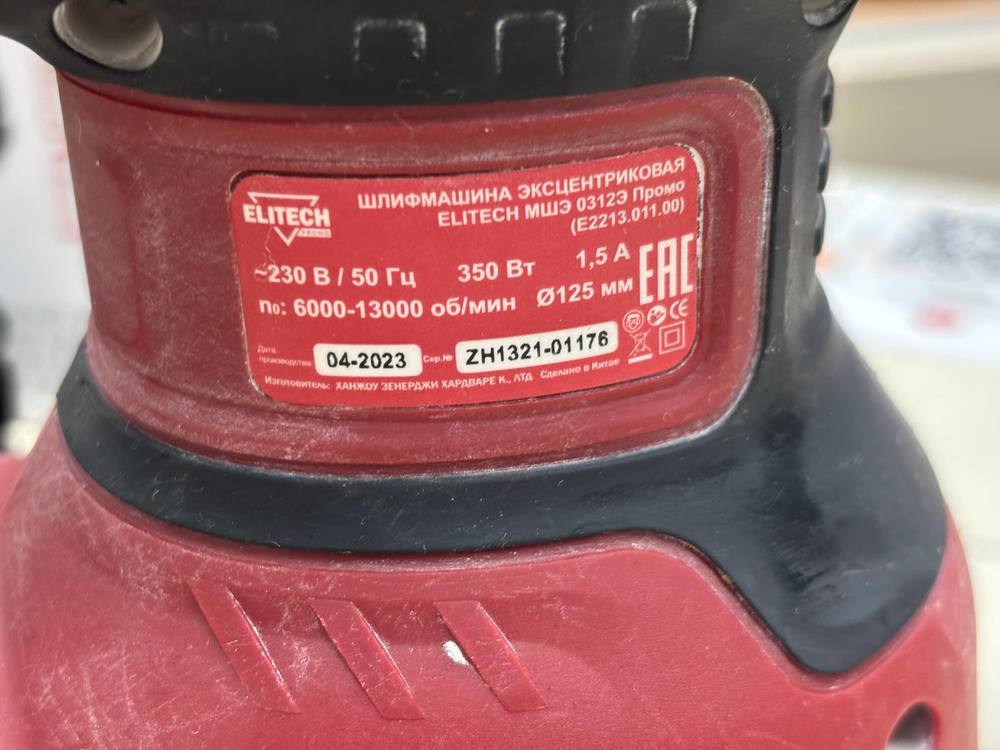 ELITECH
PROMO
ШЛИФМАШИНА ЭКСЦЕНТРИКОВАЯ
ELITECH МШЭ 0312Э Промо
(E2213.011.00)
~230 В / 50 Гц 350 Вт 1,5 А
n₀: 6000-13000 об/мин Ø125 мм
EAC
CE
Дата производства: 04-2023 Сер.№ ZH1321-01176
Изготовитель: ХАНЖОУ ЗЕНЕРДЖИ ХАРДВАРЕ К., ЛТД Сделано в Китае